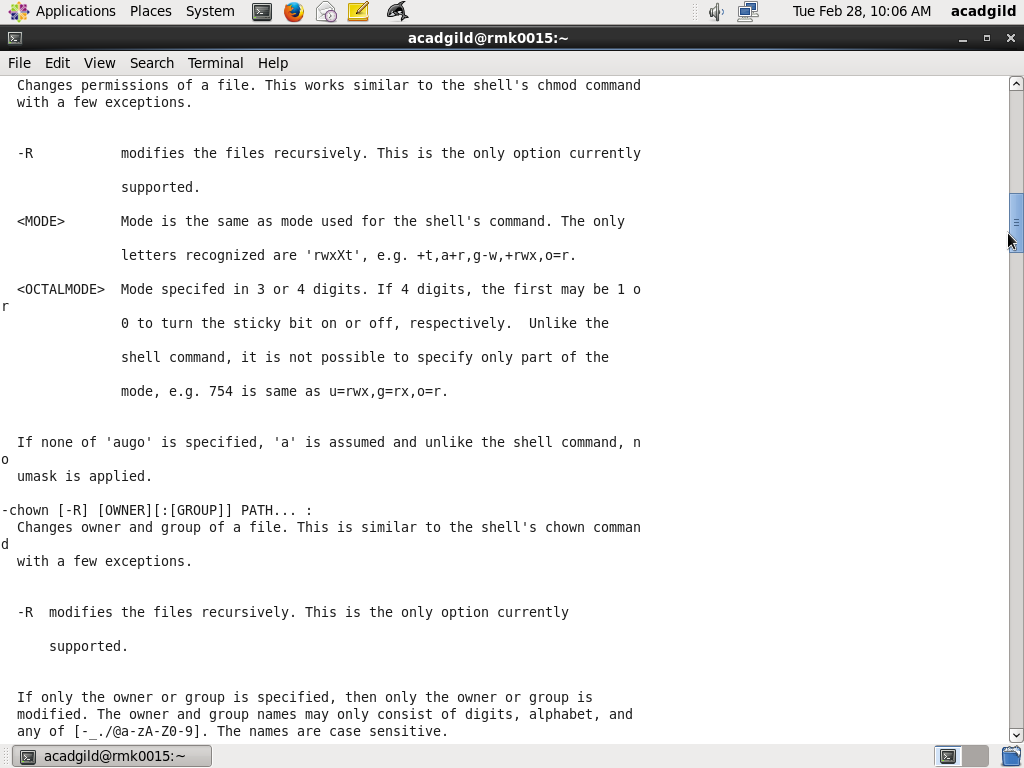 Applications Places System Tue Feb 28, 10:06 AM acadgild
acadgild@rmk0015:~
File Edit View Search Terminal Help
Changes permissions of a file. This works similar to the shell's chmod command
with a few exceptions.
-R modifies the files recursively. This is the only option currently
supported.
<MODE> Mode is the same as mode used for the shell's command. The only
letters recognized are 'rwxXt', e.g. +t,a+r,g-w,+rwx,o=r.
<OCTALMODE> Mode specifed in 3 or 4 digits. If 4 digits, the first may be 1 o
r
0 to turn the sticky bit on or off, respectively.  Unlike the
shell command, it is not possible to specify only part of the
mode, e.g. 754 is same as u=rwx,g=rx,o=r.
If none of 'augo' is specified, 'a' is assumed and unlike the shell command, n
o
umask is applied.
-chown [-R] [OWNER][:[GROUP]] PATH... :
Changes owner and group of a file. This is similar to the shell's chown comman
d
with a few exceptions.
-R modifies the files recursively. This is the only option currently
supported.
If only the owner or group is specified, then only the owner or group is
modified. The owner and group names may only consist of digits, alphabet, and
any of [-_./@a-zA-Z0-9]. The names are case sensitive.
acadgild@rmk0015:~